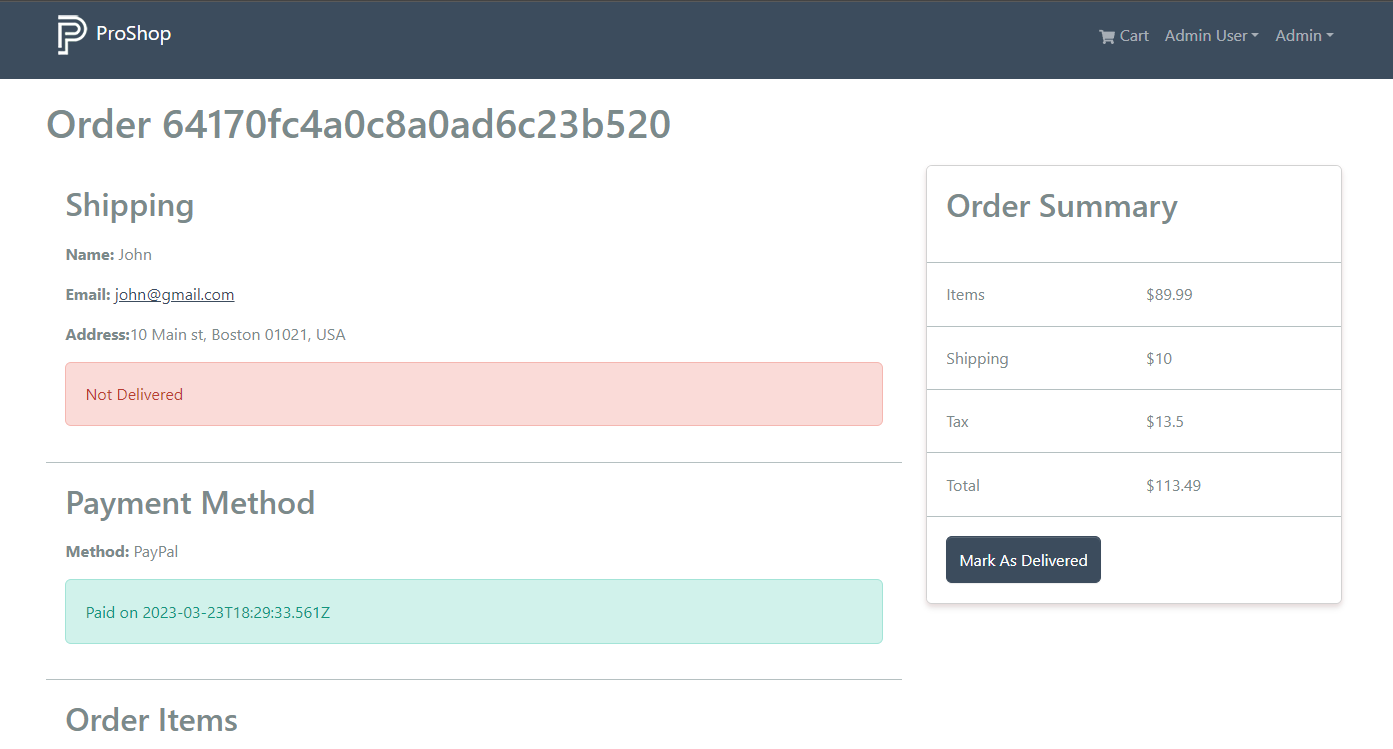 ProShop
Cart Admin User Admin
Order 64170fc4a0c8a0ad6c23b520
Shipping
Name: John
Email: john@gmail.com
Address:10 Main st, Boston 01021, USA
Not Delivered
Payment Method
Method: PayPal
Paid on 2023-03-23T18:29:33.561Z
Order Items
Order Summary
Items $89.99
Shipping $10
Tax $13.5
Total $113.49
Mark As Delivered